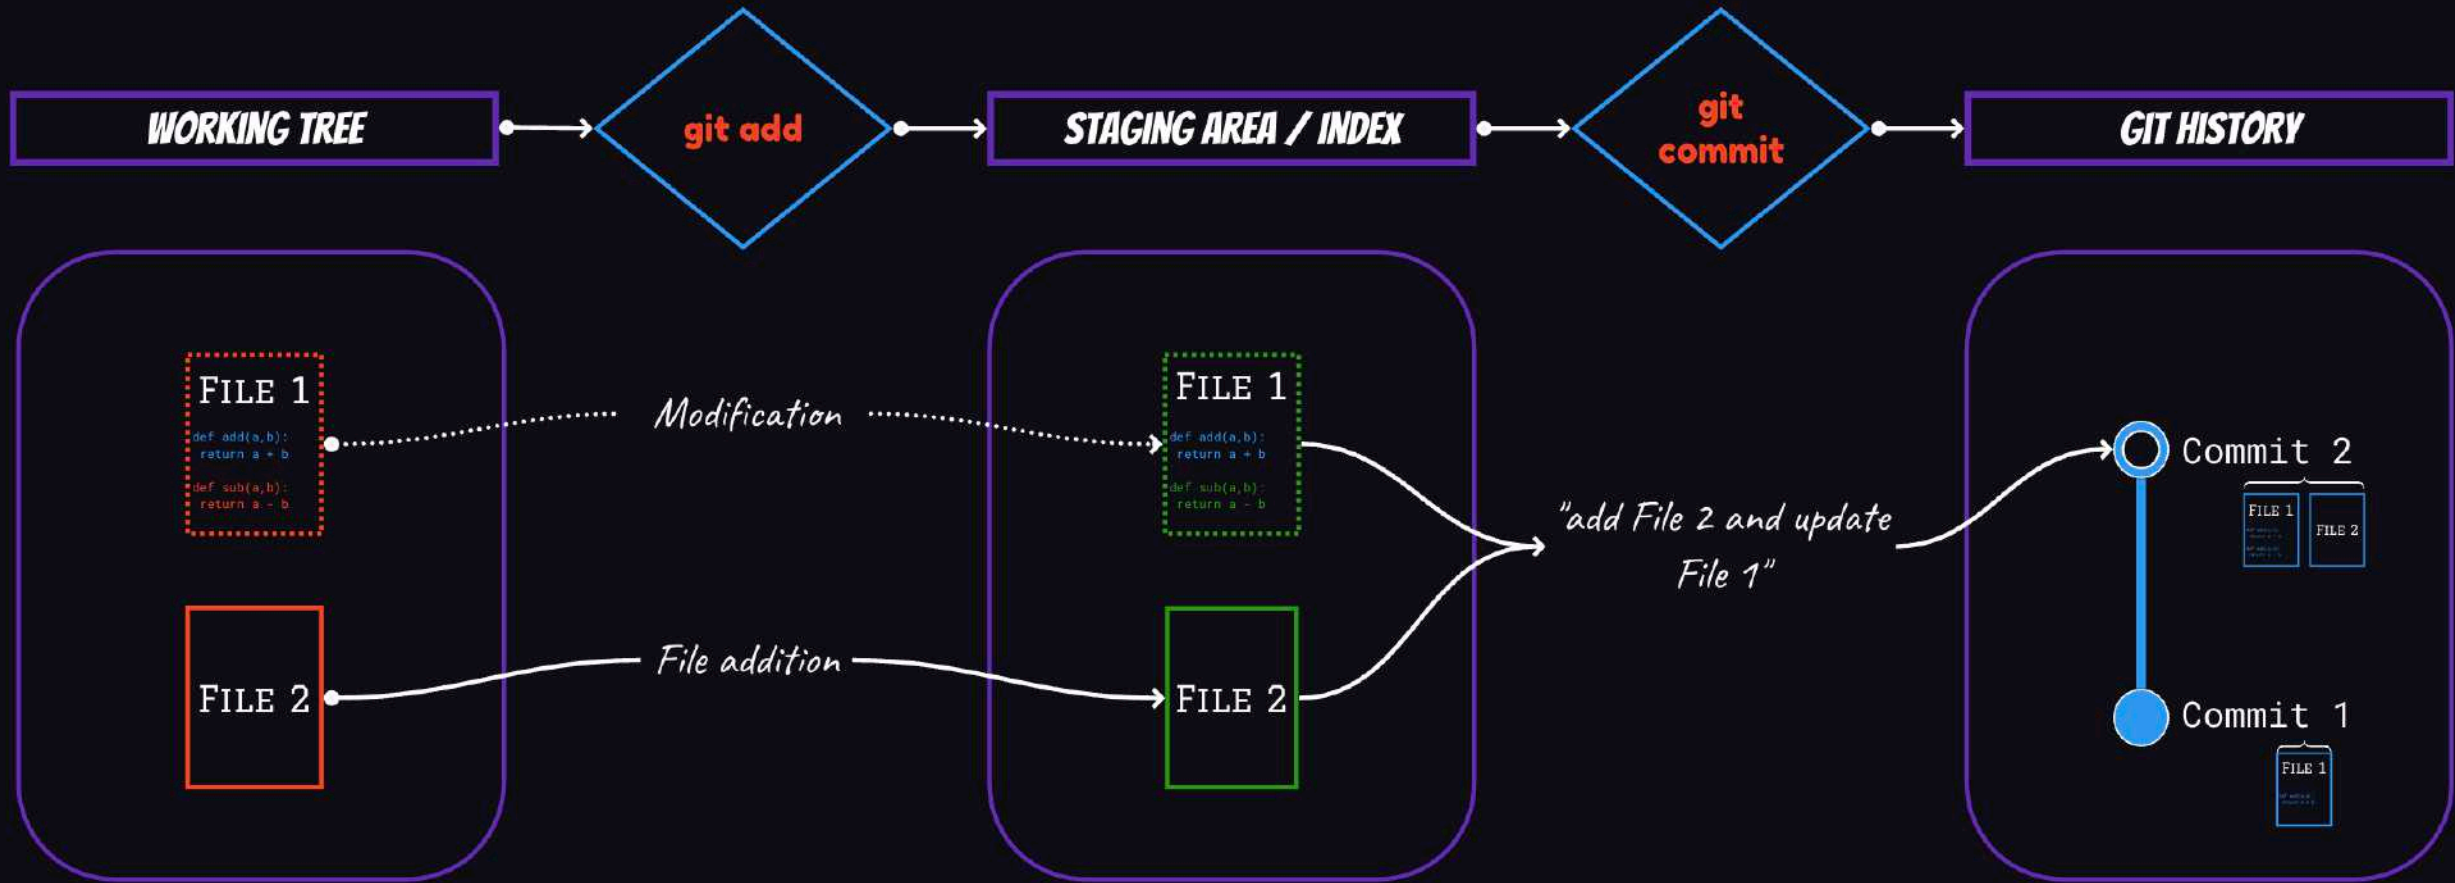 WORKING TREE
git add
STAGING AREA / INDEX
git
commit
GIT HISTORY
FILE 1
def add(a,b):
return a + b
def sub(a,b):
return a - b
Modification
FILE 1
def add(a,b):
return a + b
def sub(a,b):
return a - b
FILE 2
File addition
FILE 2
"add File 2 and update
File 1"
Commit 2
FILE 1
FILE 2
Commit 1
FILE 1